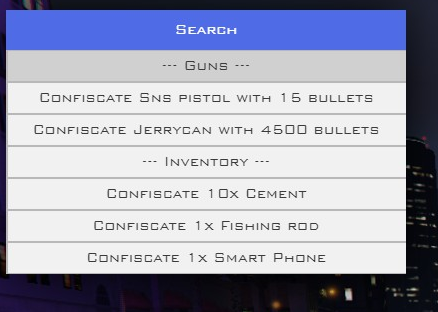 Search
--- Guns ---
Confiscate Sns pistol with 15 bullets
Confiscate Jerrycan with 4500 bullets
--- Inventory ---
Confiscate 10x Cement
Confiscate 1x Fishing rod
Confiscate 1x Smart Phone